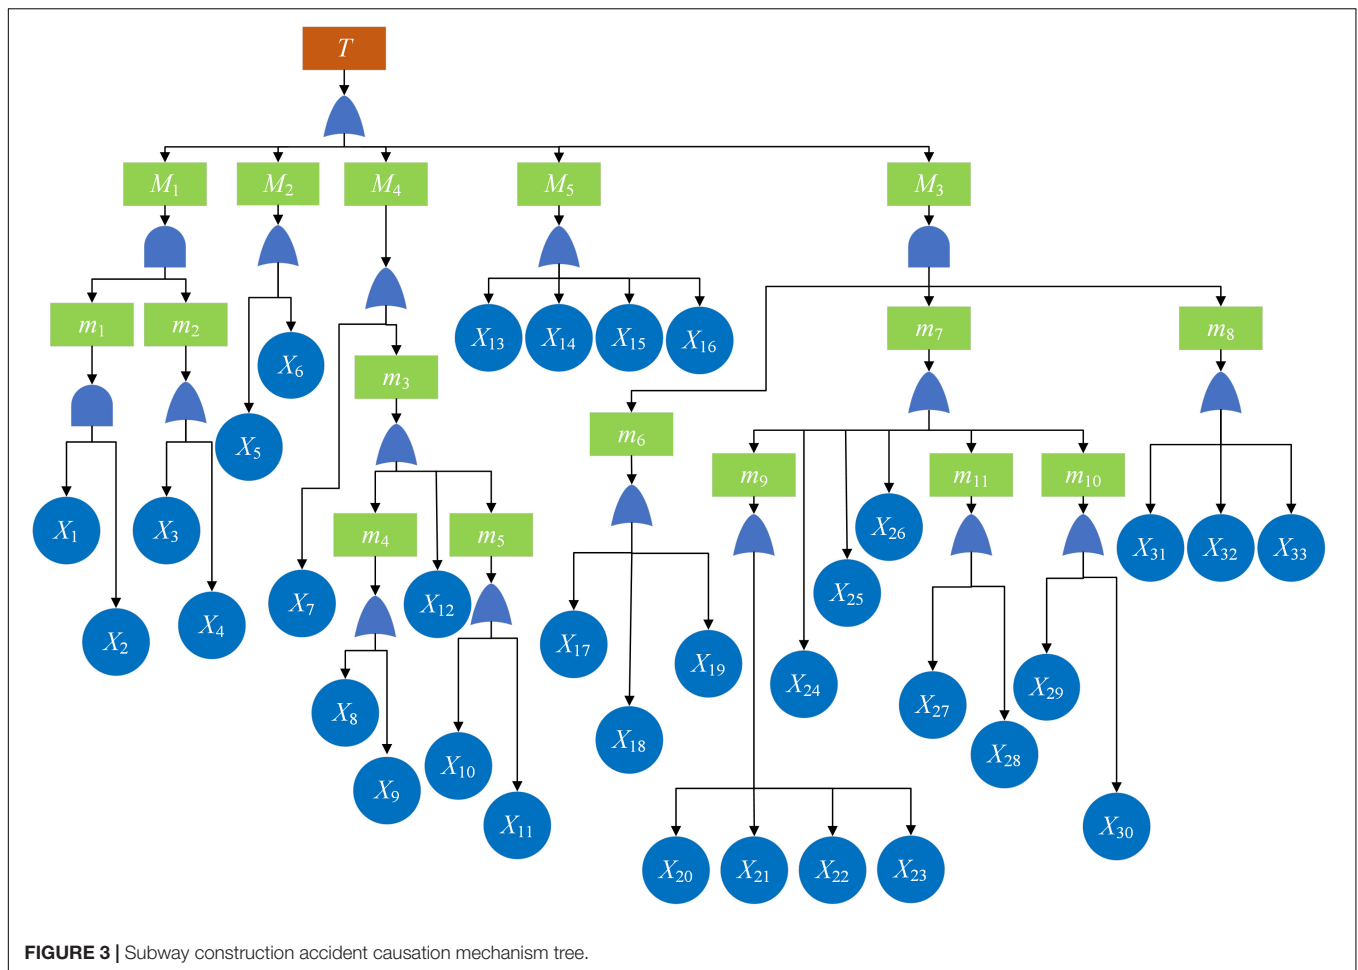 T
M1 M2 M4 M5 M3
m1 m2 X13 X14 X15 X16 m7 m8
X6 m3
X5 m6 m9 m11 m10
X1 X3 m4 m5 X26 X31 X32 X33
X7 X12 X25
X2 X4 X17 X19 X24 X29
X8 X18 X27 X28
X9 X10 X11 X30
X20 X21 X22 X23
FIGURE 3 | Subway construction accident causation mechanism tree.